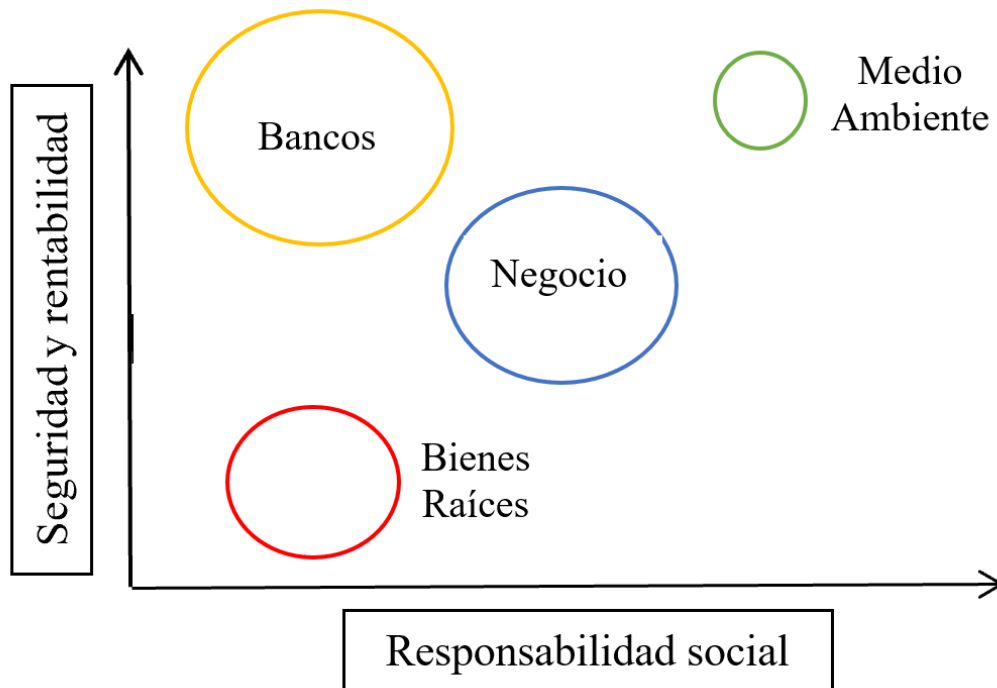 Bancos
Medio
Ambiente
Negocio
Bienes
Raíces
Seguridad y rentabilidad
Responsabilidad social